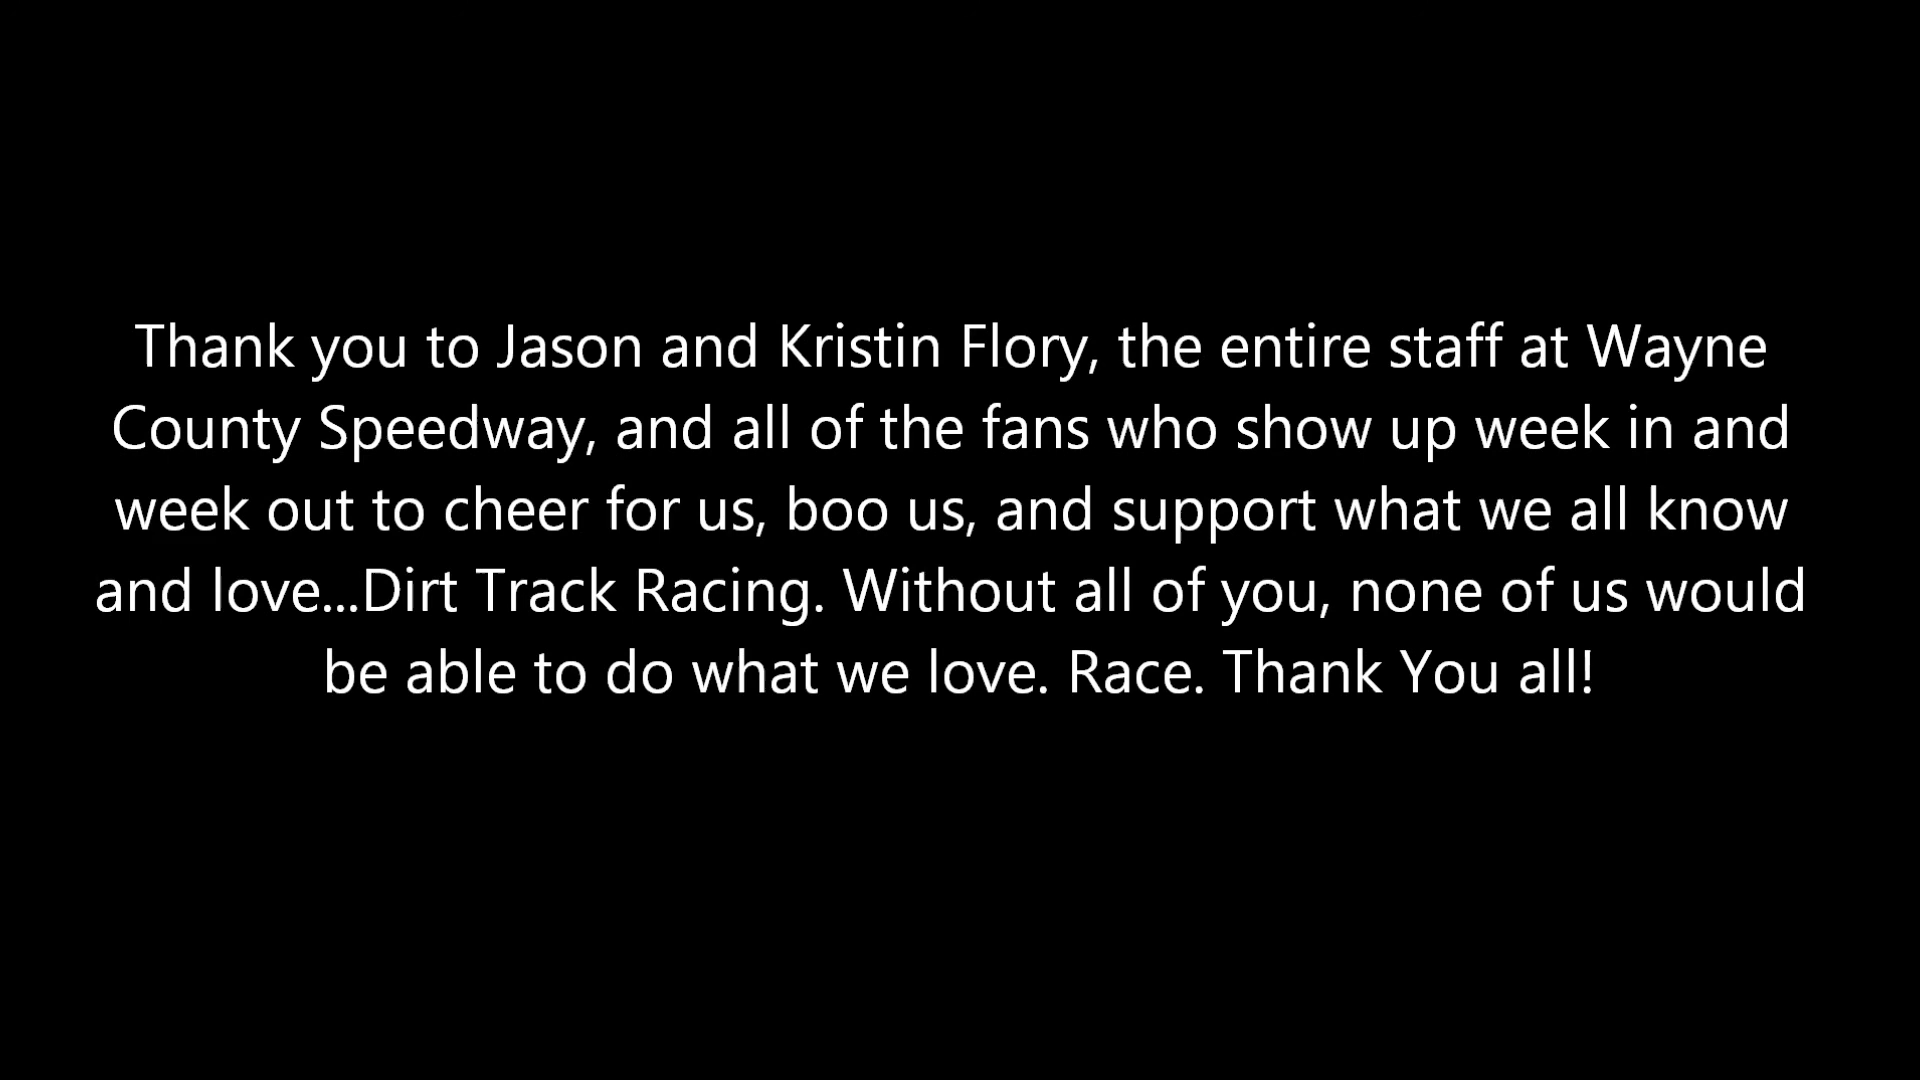 Thank you to Jason and Kristin Flory, the entire staff at Wayne
County Speedway, and all of the fans who show up week in and
week out to cheer for us, boo us, and support what we all know
and love...Dirt Track Racing. Without all of you, none of us would
be able to do what we love. Race. Thank You all!